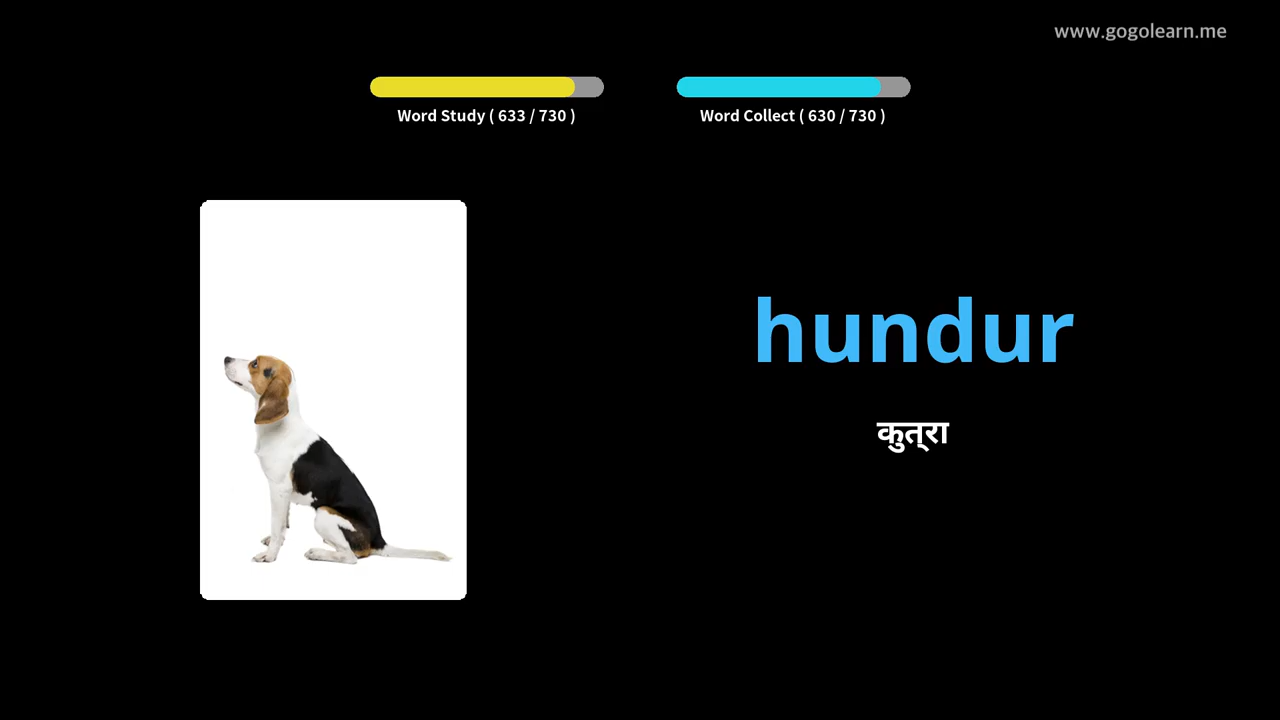 www.gogolearn.me
Word Study ( 633 / 730 )
Word Collect ( 630 / 730 )
hundur
कुत्रा